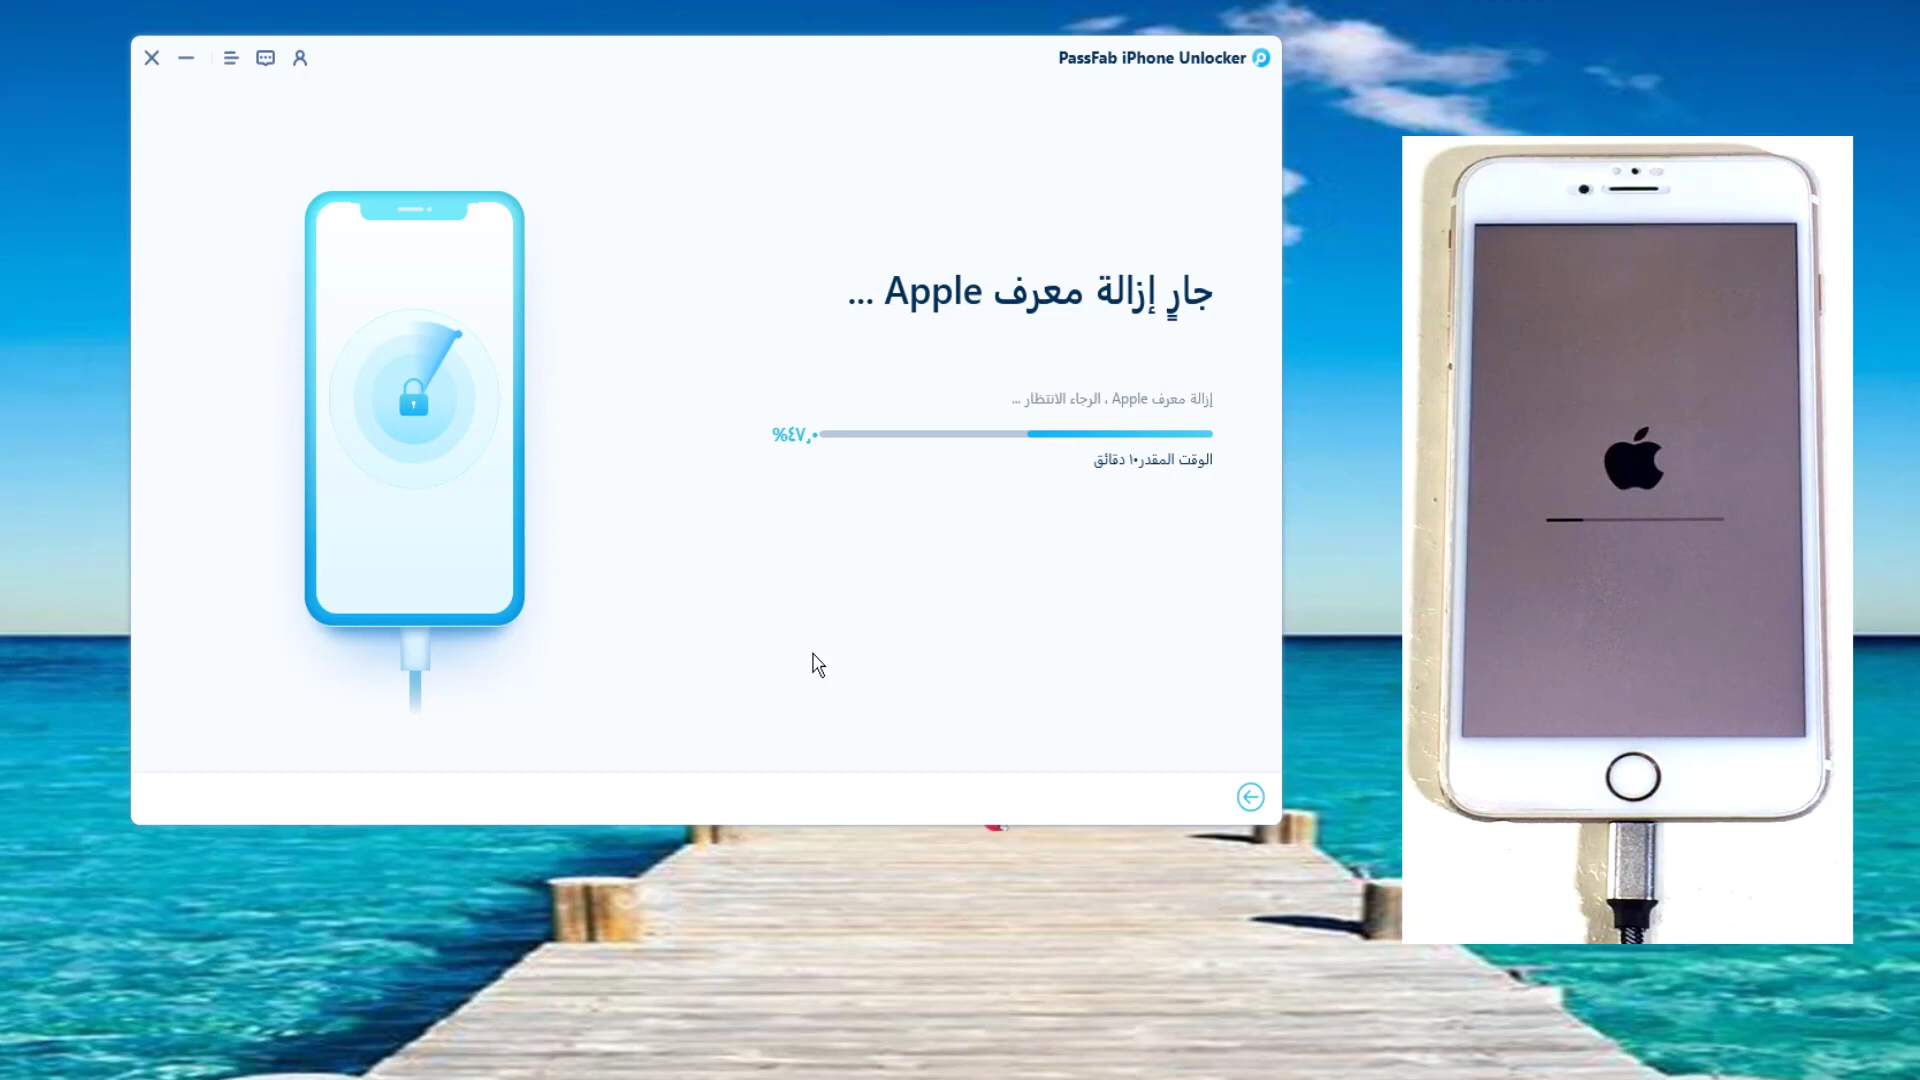 PassFab iPhone Unlocker
جارٍ إزالة معرف Apple ...
إزالة معرف Apple ، الرجاء الانتظار ...
%٤٧,٠
الوقت المقدر١٠ دقائق